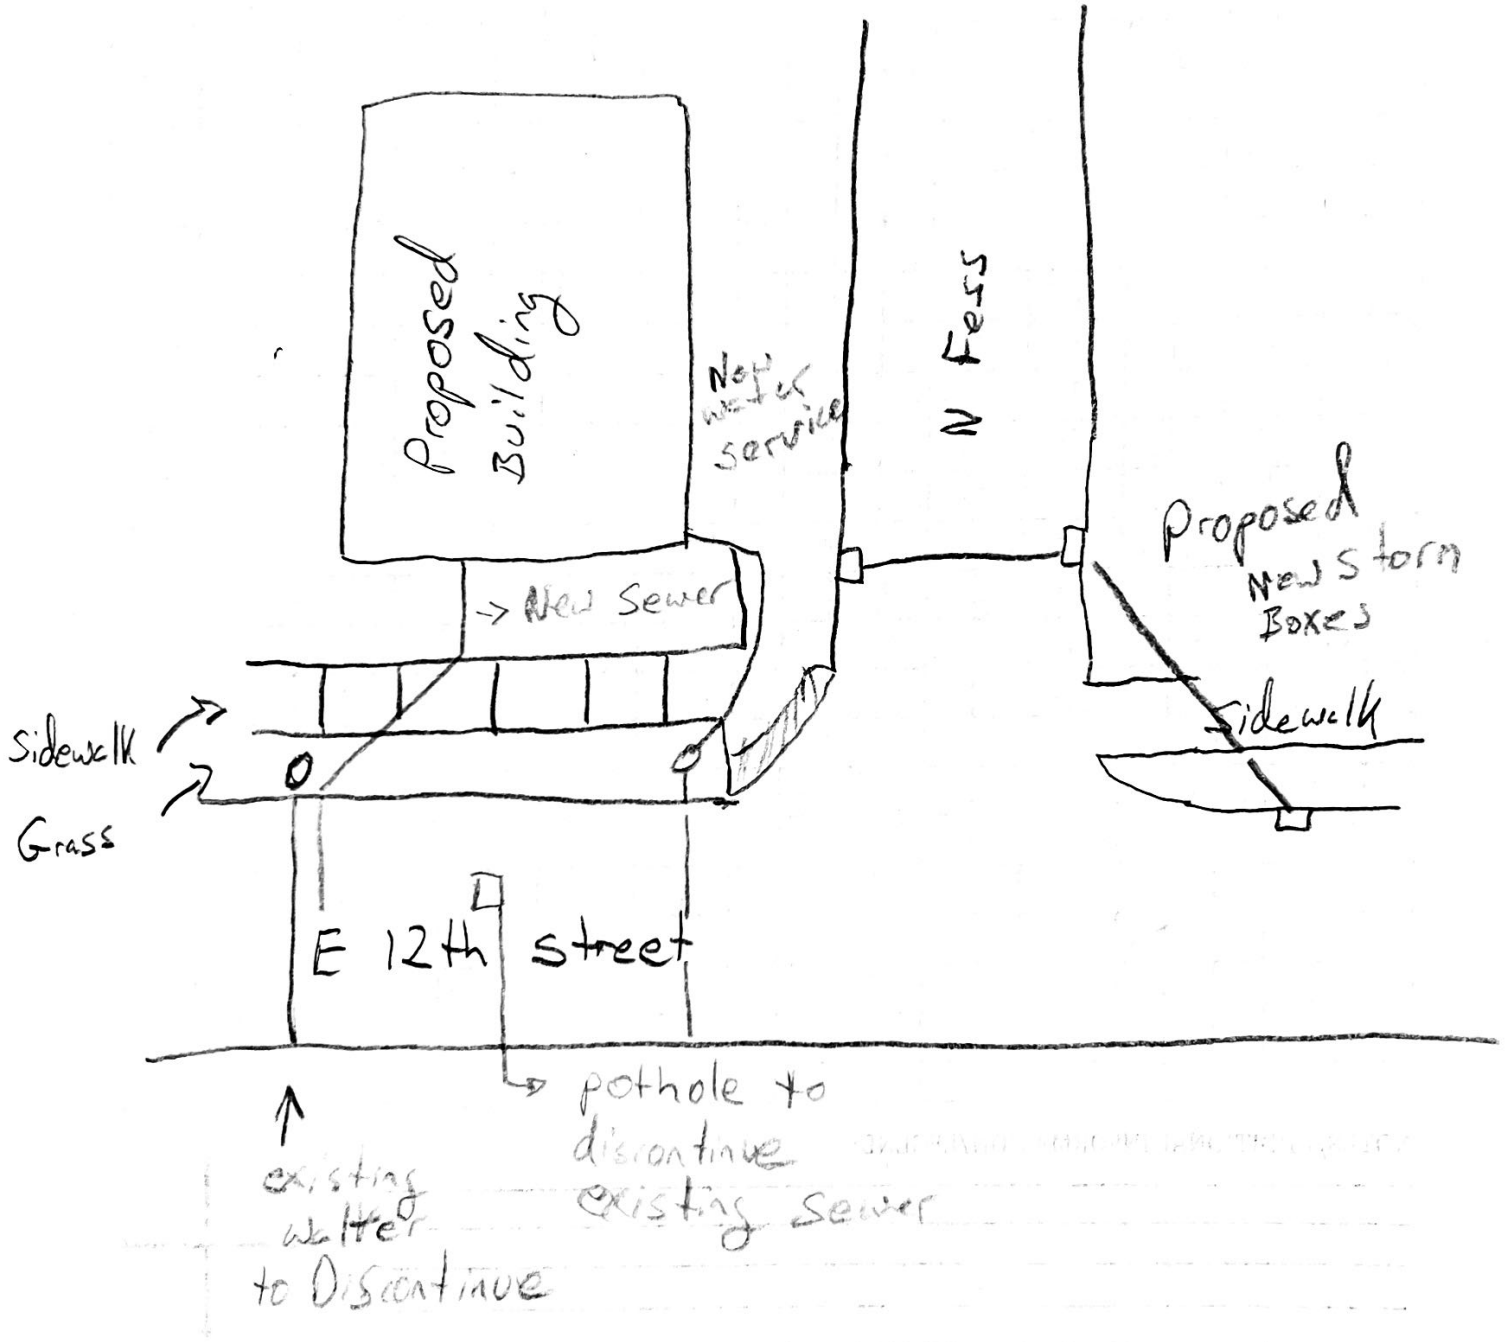 Proposed
Building
N Fess
New
water
service
Proposed
New Storm
Boxes
→ New Sewer
Sidewalk
Sidewalk
Grass
E 12th street
pothole to
discontinue
existing sewer
existing
walter
to Discontinue